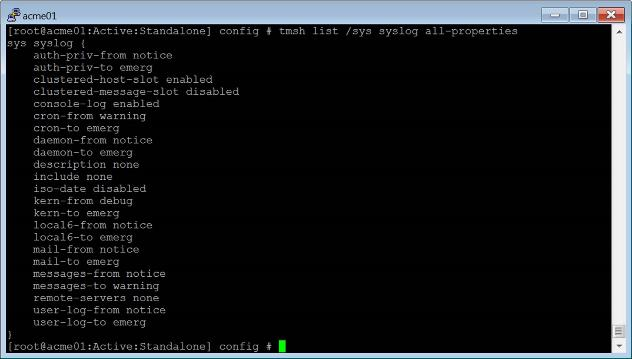 acme01
[root@acme01:Active:Standalone] config # tmsh list /sys syslog all-properties
sys syslog {
    auth-priv-from notice
    auth-priv-to emerg
    clustered-host-slot enabled
    clustered-message-slot disabled
    console-log enabled
    cron-from warning
    cron-to emerg
    daemon-from notice
    daemon-to emerg
    description none
    include none
    iso-date disabled
    kern-from debug
    kern-to emerg
    local6-from notice
    local6-to emerg
    mail-from notice
    mail-to emerg
    messages-from notice
    messages-to warning
    remote-servers none
    user-log-from notice
    user-log-to emerg
}
[root@acme01:Active:Standalone] config #